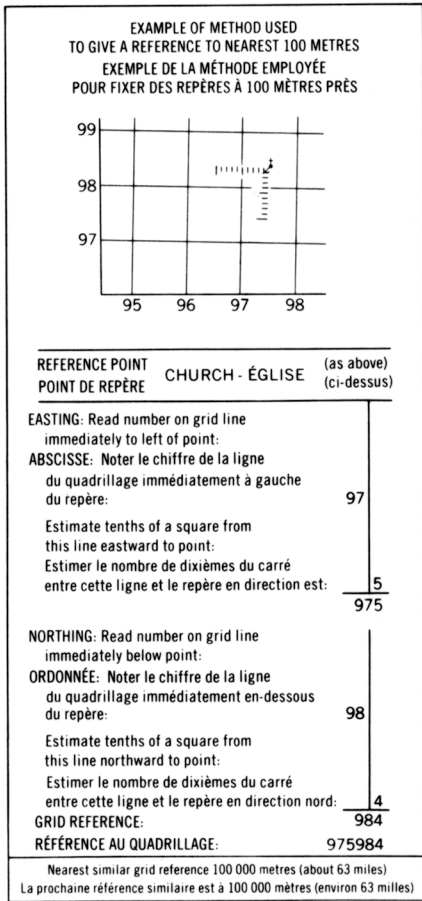 EXAMPLE OF METHOD USED
TO GIVE A REFERENCE TO NEAREST 100 METRES
EXEMPLE DE LA MÉTHODE EMPLOYÉE
POUR FIXER DES REPÈRES À 100 MÈTRES PRÈS
99
98
97
95 96 97 98
REFERENCE POINT
POINT DE REPÈRE
CHURCH - ÉGLISE
(as above)
(ci-dessus)
EASTING: Read number on grid line
immediately to left of point:
ABSCISSE: Noter le chiffre de la ligne
du quadrillage immédiatement à gauche
du repère: 97
Estimate tenths of a square from
this line eastward to point:
Estimer le nombre de dixièmes du carré
entre cette ligne et le repère en direction est: 5
975
NORTHING: Read number on grid line
immediately below point:
ORDONNÉE: Noter le chiffre de la ligne
du quadrillage immédiatement en-dessous
du repère: 98
Estimate tenths of a square from
this line northward to point:
Estimer le nombre de dixièmes du carré
entre cette ligne et le repère en direction nord: 4
GRID REFERENCE: 984
RÉFÉRENCE AU QUADRILLAGE: 975984
Nearest similar grid reference 100 000 metres (about 63 miles)
La prochaine référence similaire est à 100 000 mètres (environ 63 milles)